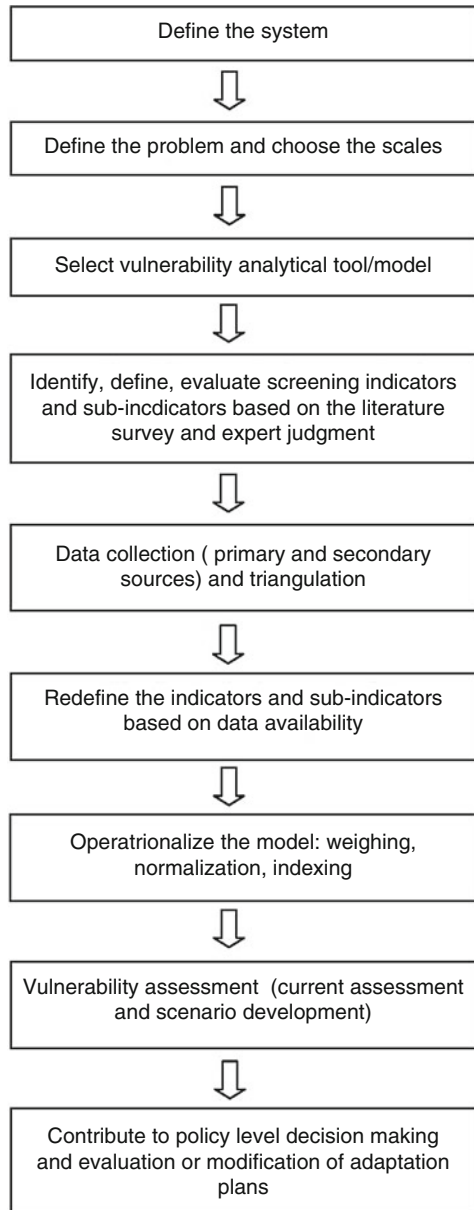 Define the system
Define the problem and choose the scales
Select vulnerability analytical tool/model
Identify, define, evaluate screening indicators
and sub-incdicators based on the literature
survey and expert judgment
Data collection ( primary and secondary
sources) and triangulation
Redefine the indicators and sub-indicators
based on data availability
Operatrionalize the model: weighing,
normalization, indexing
Vulnerability assessment (current assessment
and scenario development)
Contribute to policy level decision making
and evaluation or modification of adaptation
plans